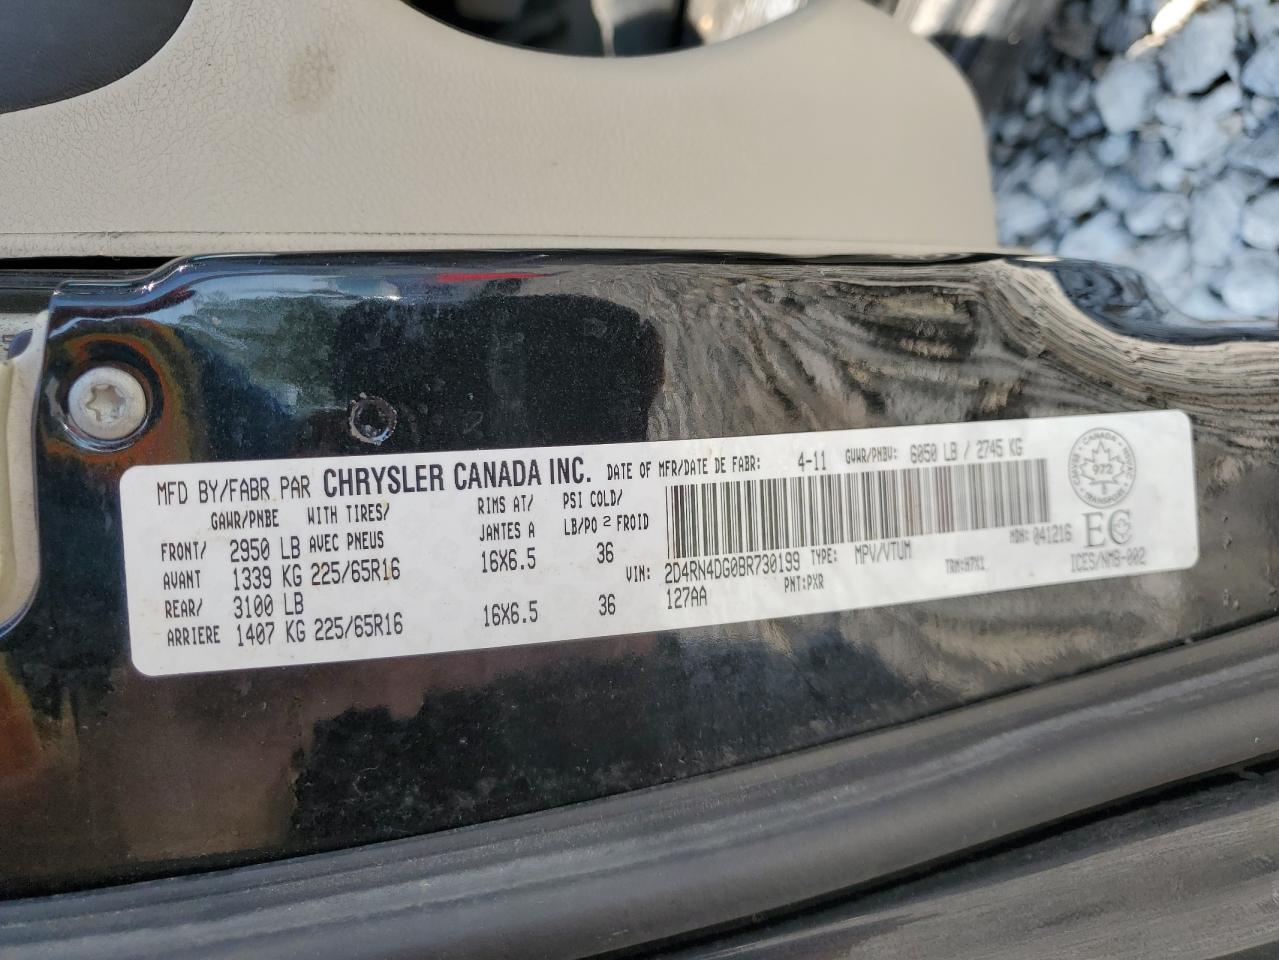 MFD BY/FABR PAR CHRYSLER CANADA INC. DATE OF MFR/DATE DE FABR: 4-11 GVWR/PNBV: 6050 LB / 2745 KG
GAWR/PNBE WITH TIRES/ RIMS AT/ PSI COLD/
AVEC PNEUS JANTES A LB/PO 2 FROID
FRONT/ 2950 LB
AVANT 1339 KG 225/65R16 16X6.5 36
REAR/ 3100 LB
ARRIERE 1407 KG 225/65R16 16X6.5 36
VIN: 2D4RN4DG0BR730199 TYPE: MPV/VTUM MDH: 041216
127AA PNT:PXR TRM:H7X1
CANADA
972
TRANSPORT
EC
ICES/NMB-002